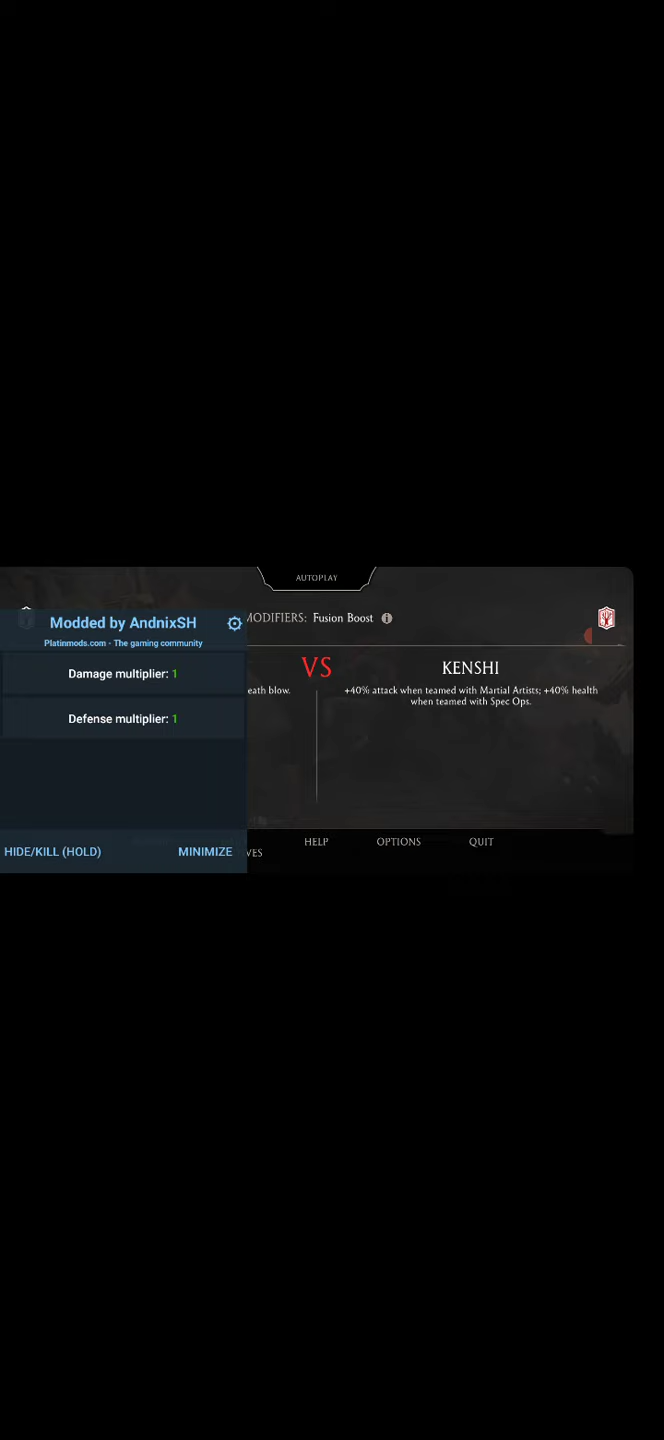 AUTOPLAY
MODIFIERS: Fusion Boost
Modded by AndnixSH
Platinmods.com - The gaming community
Damage multiplier: 1
Defense multiplier: 1
HIDE/KILL (HOLD)
MINIMIZE
eath blow.
VS
KENSHI
+40% attack when teamed with Martial Artists; +40% health
when teamed with Spec Ops.
VES
HELP
OPTIONS
QUIT